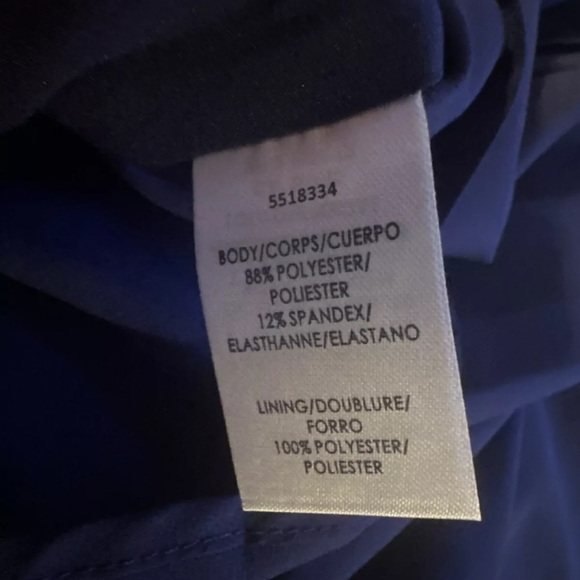 5518334
BODY/CORPS/CUERPO
88% POLYESTER/
POLIESTER
12% SPANDEX/
ELASTHANNE/ELASTANO
LINING/DOUBLURE/
FORRO
100% POLYESTER/
POLIESTER